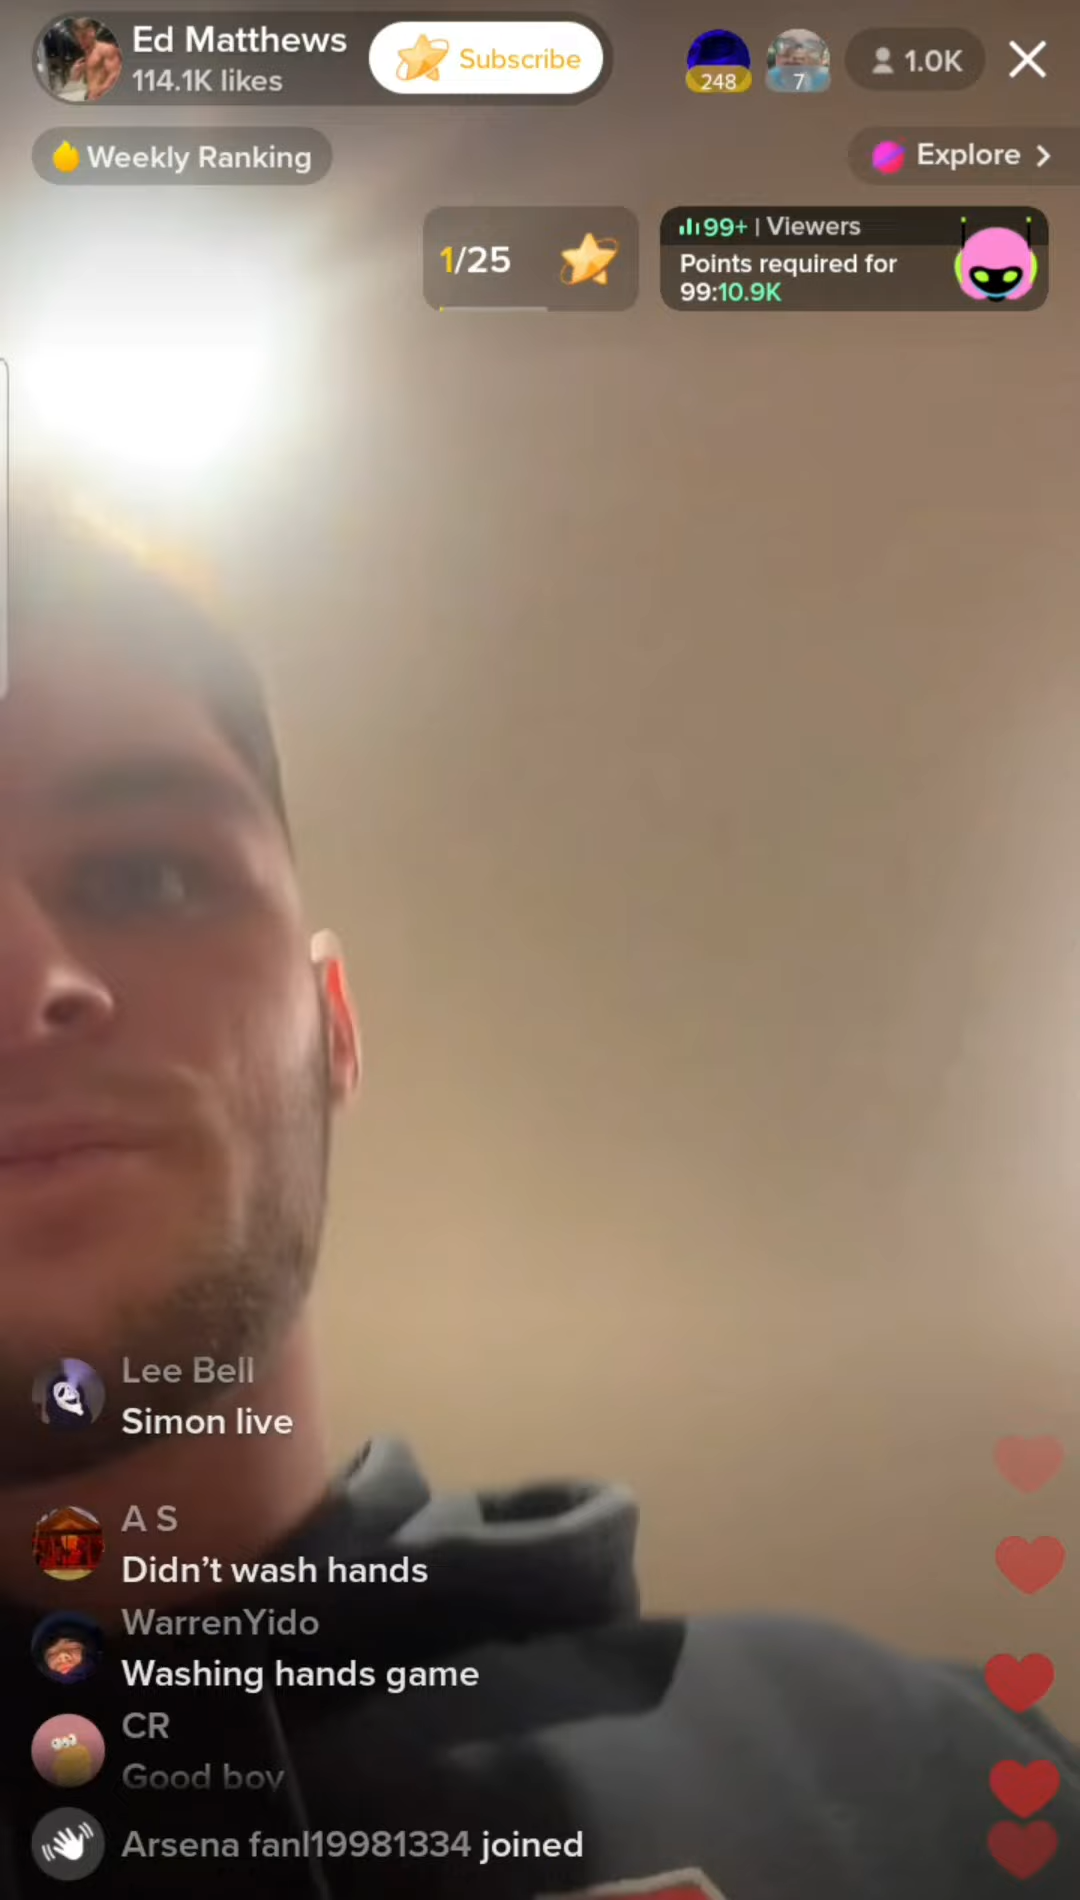 Ed Matthews
114.1K likes
Subscribe
248
7
1.0K
Weekly Ranking
Explore
1/25
99+ | Viewers
Points required for
99:10.9K
Lee Bell
Simon live
A S
Didn't wash hands
WarrenYido
Washing hands game
CR
Good boy
Arsena fanl19981334 joined